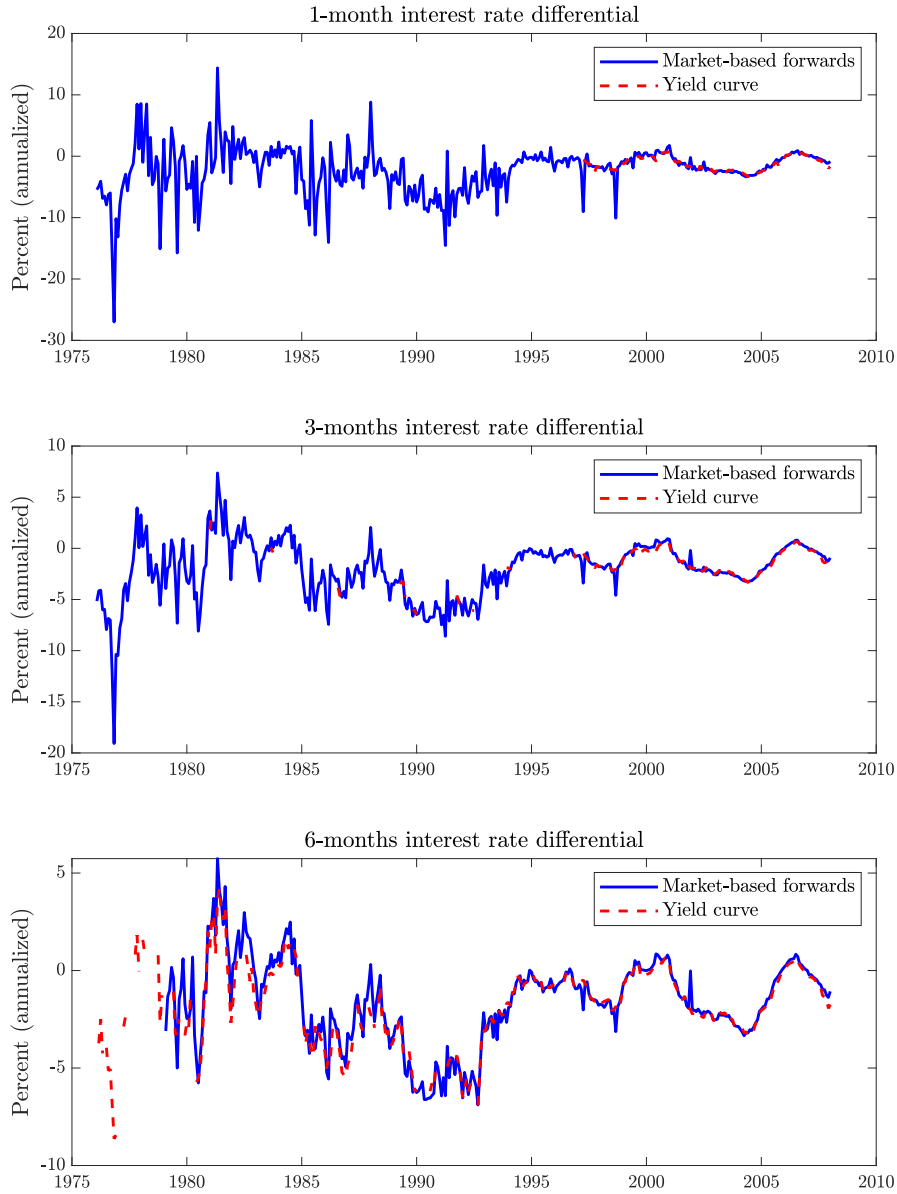 1-month interest rate differential
Percent (annualized)
20
10
0
-10
-20
-30
Market-based forwards
Yield curve
1975 1980 1985 1990 1995 2000 2005 2010
3-months interest rate differential
Percent (annualized)
10
5
0
-5
-10
-15
-20
Market-based forwards
Yield curve
1975 1980 1985 1990 1995 2000 2005 2010
6-months interest rate differential
Percent (annualized)
5
0
-5
-10
Market-based forwards
Yield curve
1975 1980 1985 1990 1995 2000 2005 2010